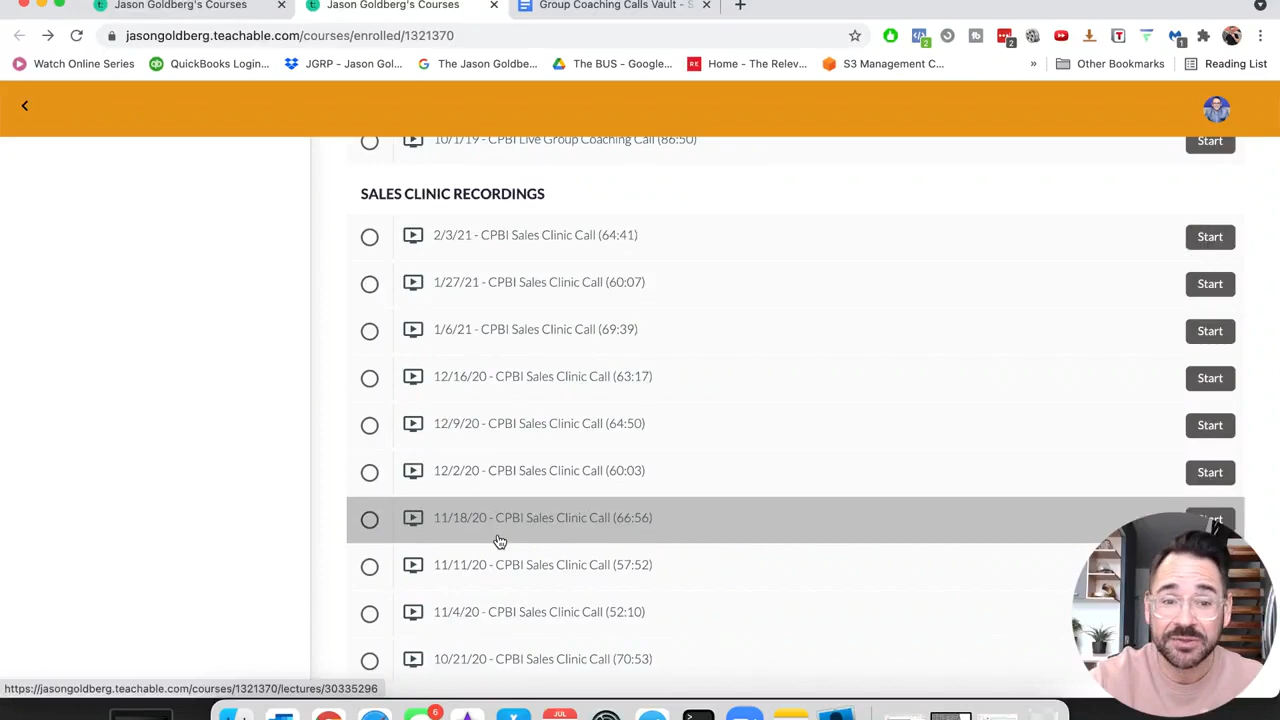 Jason Goldberg's Courses
Jason Goldberg's Courses
Group Coaching Calls Vault - S
jasongoldberg.teachable.com/courses/enrolled/1321370
2
2
1
Watch Online Series
QuickBooks Login...
JGRP - Jason Gol...
The Jason Goldbe...
The BUS - Google...
Home - The Relev...
S3 Management C...
»
Other Bookmarks
Reading List
10/1/19 - CPBI Live Group Coaching Call (86:50)
Start
SALES CLINIC RECORDINGS
2/3/21 - CPBI Sales Clinic Call (64:41)
Start
1/27/21 - CPBI Sales Clinic Call (60:07)
Start
1/6/21 - CPBI Sales Clinic Call (69:39)
Start
12/16/20 - CPBI Sales Clinic Call (63:17)
Start
12/9/20 - CPBI Sales Clinic Call (64:50)
Start
12/2/20 - CPBI Sales Clinic Call (60:03)
Start
11/18/20 - CPBI Sales Clinic Call (66:56)
Start
11/11/20 - CPBI Sales Clinic Call (57:52)
11/4/20 - CPBI Sales Clinic Call (52:10)
10/21/20 - CPBI Sales Clinic Call (70:53)
https://jasongoldberg.teachable.com/courses/1321370/lectures/30335296
6
JUL